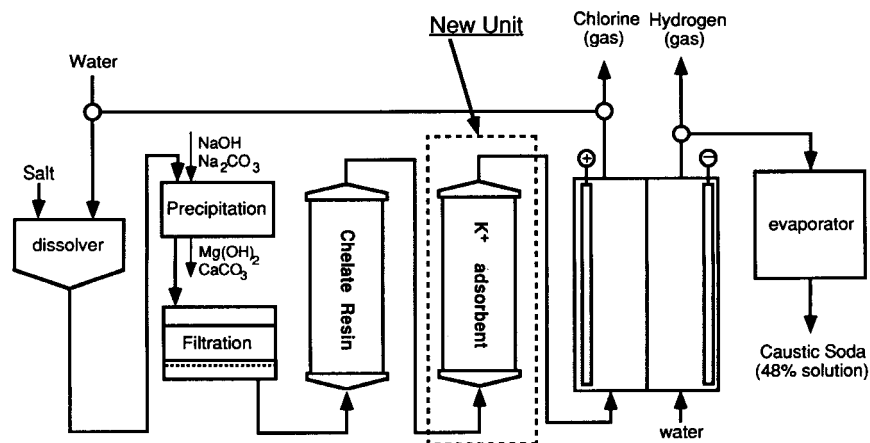 New Unit
Chlorine
(gas)
Hydrogen
(gas)
Water
NaOH
Na2CO3
Salt
Precipitation
dissolver
Mg(OH)2
CaCO3
Filtration
Chelate Resin
K+ adsorbent
+
−
evaporator
Caustic Soda
(48% solution)
water